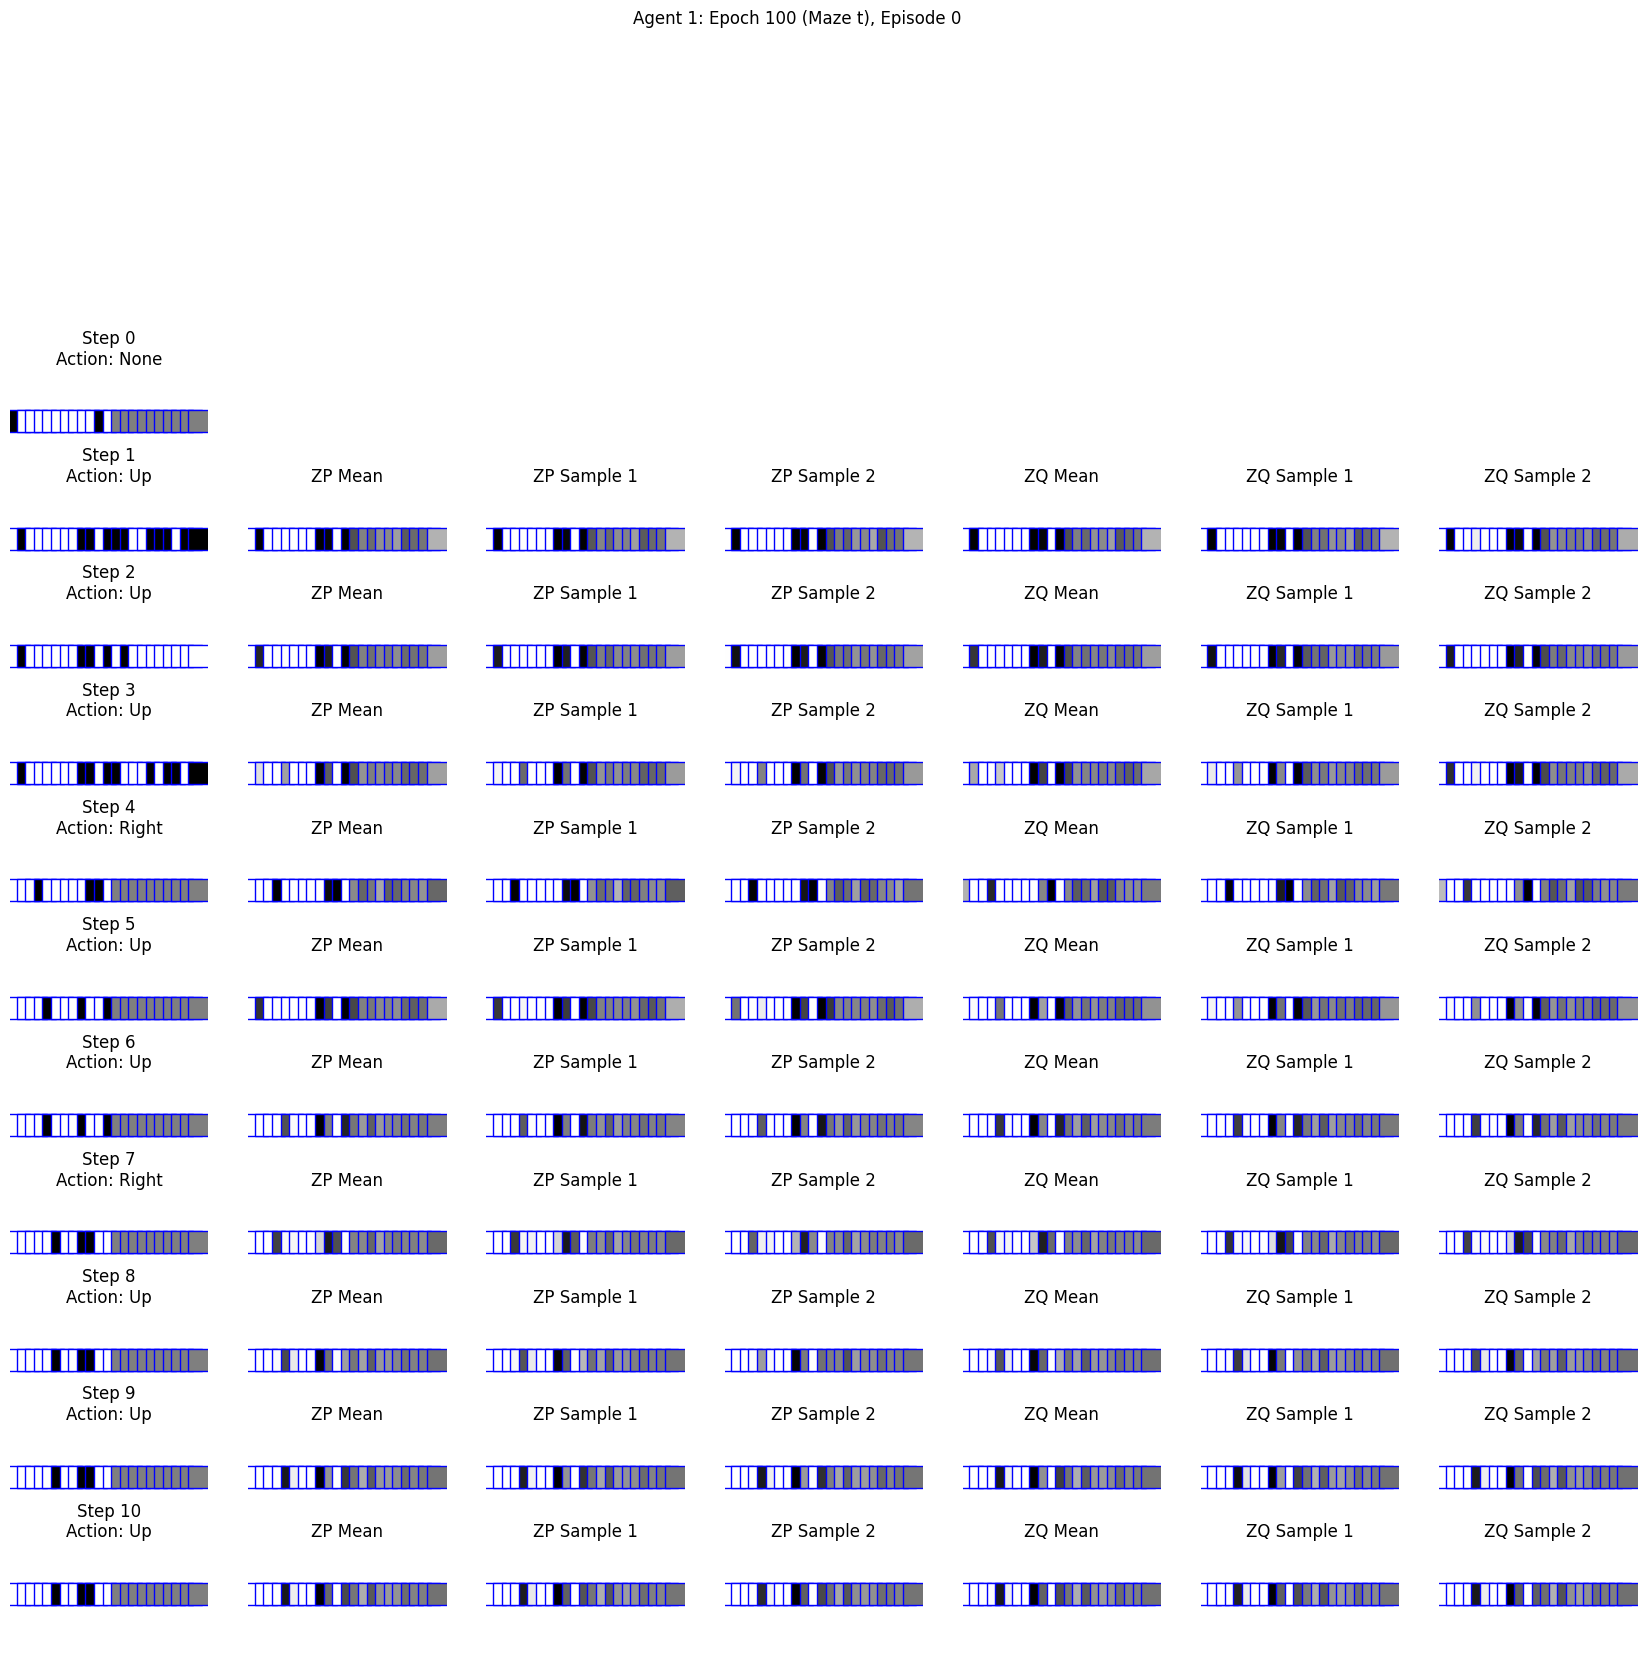 Agent 1: Epoch 100 (Maze t), Episode 0
Step 0
Action: None
Step 1
Action: Up
ZP Mean
ZP Sample 1
ZP Sample 2
ZQ Mean
ZQ Sample 1
ZQ Sample 2
Step 2
Action: Up
ZP Mean
ZP Sample 1
ZP Sample 2
ZQ Mean
ZQ Sample 1
ZQ Sample 2
Step 3
Action: Up
ZP Mean
ZP Sample 1
ZP Sample 2
ZQ Mean
ZQ Sample 1
ZQ Sample 2
Step 4
Action: Right
ZP Mean
ZP Sample 1
ZP Sample 2
ZQ Mean
ZQ Sample 1
ZQ Sample 2
Step 5
Action: Up
ZP Mean
ZP Sample 1
ZP Sample 2
ZQ Mean
ZQ Sample 1
ZQ Sample 2
Step 6
Action: Up
ZP Mean
ZP Sample 1
ZP Sample 2
ZQ Mean
ZQ Sample 1
ZQ Sample 2
Step 7
Action: Right
ZP Mean
ZP Sample 1
ZP Sample 2
ZQ Mean
ZQ Sample 1
ZQ Sample 2
Step 8
Action: Up
ZP Mean
ZP Sample 1
ZP Sample 2
ZQ Mean
ZQ Sample 1
ZQ Sample 2
Step 9
Action: Up
ZP Mean
ZP Sample 1
ZP Sample 2
ZQ Mean
ZQ Sample 1
ZQ Sample 2
Step 10
Action: Up
ZP Mean
ZP Sample 1
ZP Sample 2
ZQ Mean
ZQ Sample 1
ZQ Sample 2